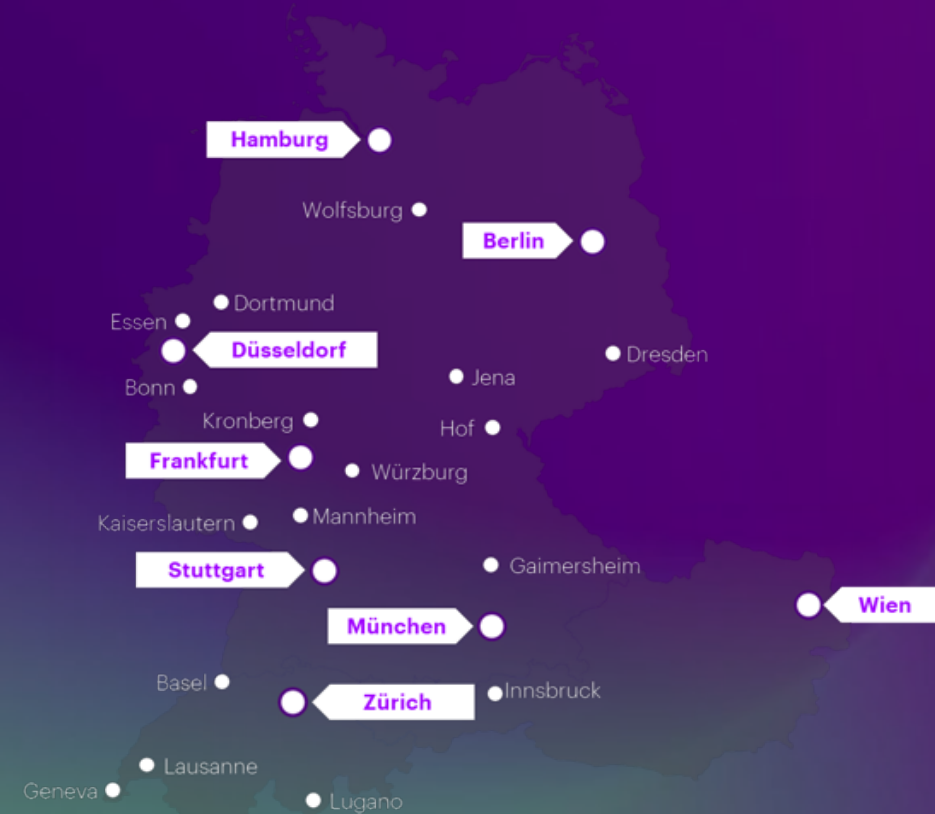 Hamburg
Wolfsburg
Berlin
Dortmund
Essen
Düsseldorf
Dresden
Jena
Bonn
Kronberg
Hof
Frankfurt
Würzburg
Mannheim
Kaiserslautern
Gaimersheim
Stuttgart
Wien
München
Basel
Innsbruck
Zürich
Lausanne
Geneva
Lugano